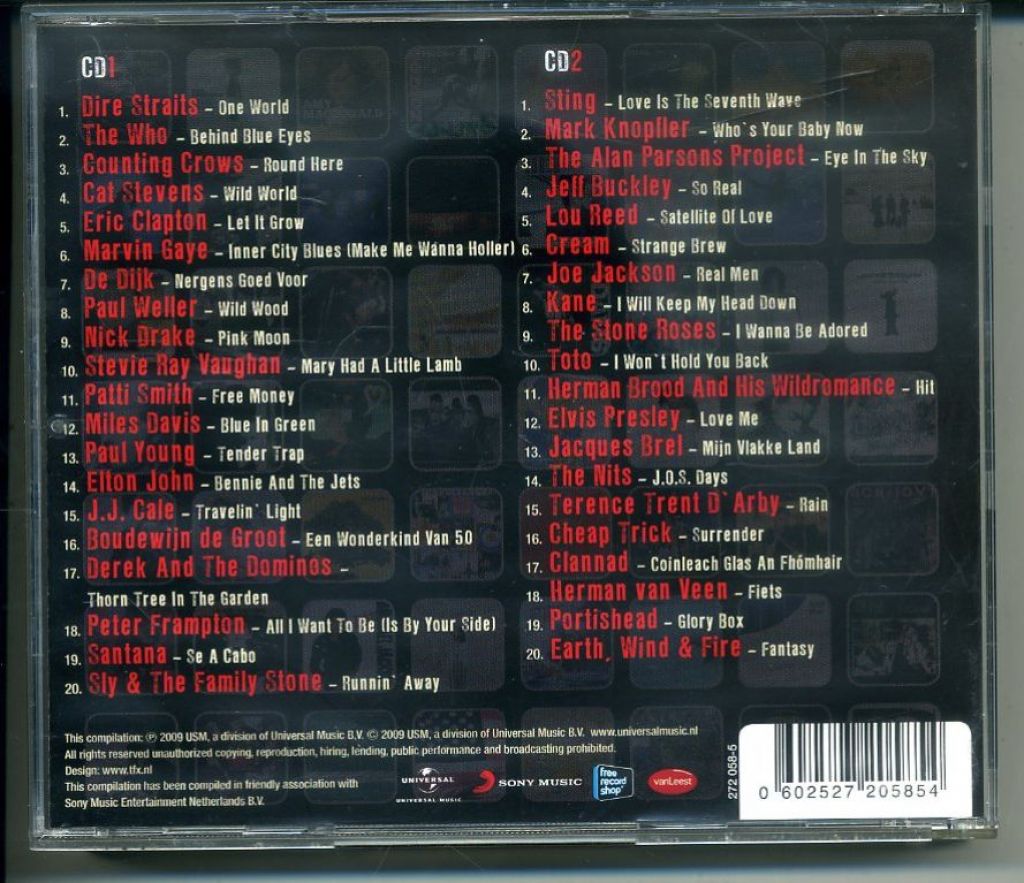 CD1
1. Dire Straits – One World
2. The Who – Behind Blue Eyes
3. Counting Crows – Round Here
4. Cat Stevens – Wild World
5. Eric Clapton – Let It Grow
6. Marvin Gaye – Inner City Blues (Make Me Wanna Holler)
7. De Dijk – Nergens Goed Voor
8. Paul Weller – Wild Wood
9. Nick Drake – Pink Moon
10. Stevie Ray Vaughan – Mary Had A Little Lamb
11. Patti Smith – Free Money
12. Miles Davis – Blue In Green
13. Paul Young – Tender Trap
14. Elton John – Bennie And The Jets
15. J.J. Cale – Travelin` Light
16. Boudewijn de Groot – Een Wonderkind Van 50
17. Derek And The Dominos –
Thorn Tree In The Garden
18. Peter Frampton – All I Want To Be (Is By Your Side)
19. Santana – Se A Cabo
20. Sly & The Family Stone – Runnin` Away
CD2
1. Sting – Love Is The Seventh Wave
2. Mark Knopfler – Who`s Your Baby Now
3. The Alan Parsons Project – Eye In The Sky
4. Jeff Buckley – So Real
5. Lou Reed – Satellite Of Love
6. Cream – Strange Brew
7. Joe Jackson – Real Men
8. Kane – I Will Keep My Head Down
9. The Stone Roses – I Wanna Be Adored
10. Toto – I Won`t Hold You Back
11. Herman Brood And His Wildromance – Hit
12. Elvis Presley – Love Me
13. Jacques Brel – Mijn Vlakke Land
14. The Nits – J.O.S. Days
15. Terence Trent D`Arby – Rain
16. Cheap Trick – Surrender
17. Clannad – Coinleach Glas An Fhómhair
18. Herman van Veen – Fiets
19. Portishead – Glory Box
20. Earth, Wind & Fire – Fantasy
This compilation: ℗ 2009 USM, a division of Universal Music B.V. © 2009 USM, a division of Universal Music B.V. www.universalmusic.nl
All rights reserved unauthorized copying, reproduction, hiring, lending, public performance and broadcasting prohibited.
Design: www.tfx.nl
This compilation has been compiled in friendly association with
Sony Music Entertainment Netherlands B.V.
UNIVERSAL
UNIVERSAL MUSIC
SONY MUSIC
free
record
shop
vanLeest
272 058-5
0 602527 205854